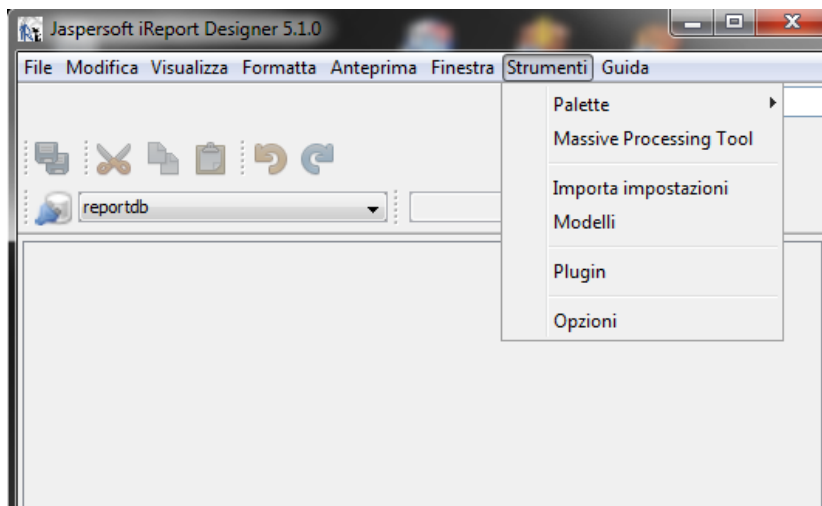 Jaspersoft iReport Designer 5.1.0
File Modifica Visualizza Formatta Anteprima Finestra Strumenti Guida
Palette
Massive Processing Tool
Importa impostazioni
reportdb
Modelli
Plugin
Opzioni